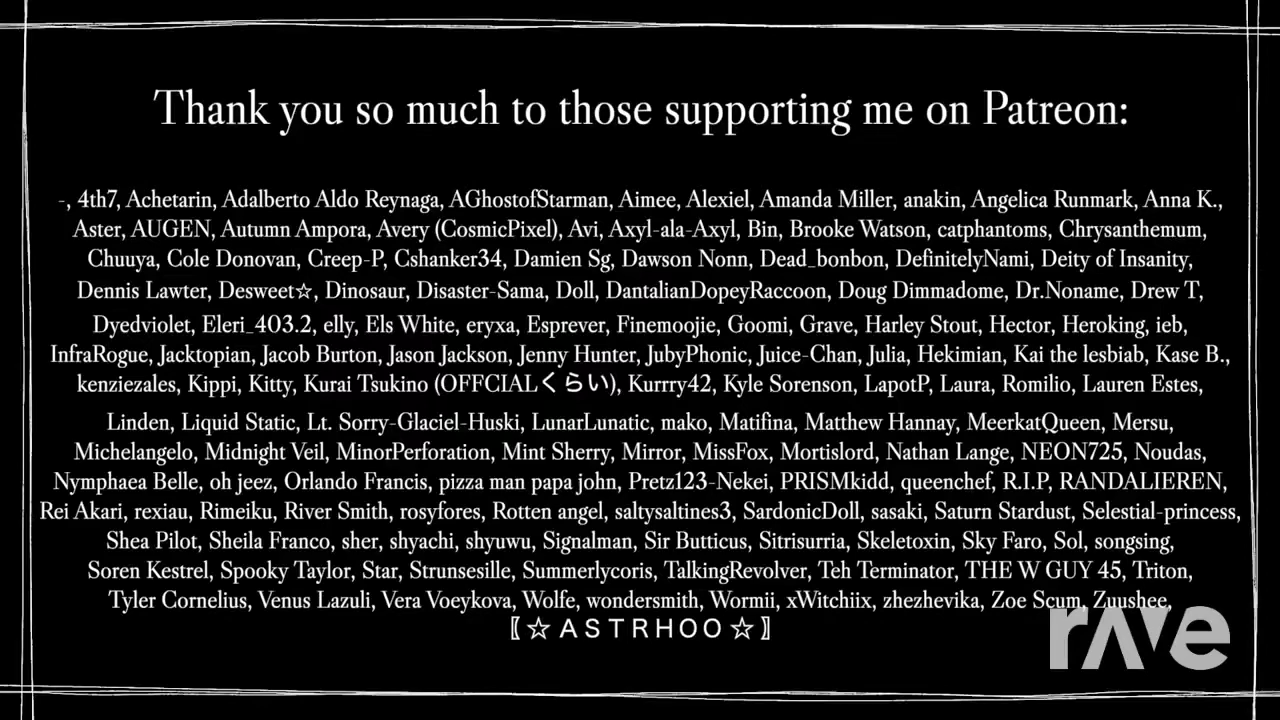 Thank you so much to those supporting me on Patreon:
-, 4th7, Achetarin, Adalberto Aldo Reynaga, AGhostofStarman, Aimee, Alexiel, Amanda Miller, anakin, Angelica Runmark, Anna K.,
Aster, AUGEN, Autumn Ampora, Avery (CosmicPixel), Avi, Axyl-ala-Axyl, Bin, Brooke Watson, catphantoms, Chrysanthemum,
Chuuya, Cole Donovan, Creep-P, Cshanker34, Damien Sg, Dawson Nonn, Dead_bonbon, DefinitelyNami, Deity of Insanity,
Dennis Lawter, Desweet☆, Dinosaur, Disaster-Sama, Doll, DantalianDopeyRaccoon, Doug Dimmadome, Dr.Noname, Drew T,
Dyedviolet, Eleri_403.2, elly, Els White, eryxa, Esprever, Finemoojie, Goomi, Grave, Harley Stout, Hector, Heroking, ieb,
InfraRogue, Jacktopian, Jacob Burton, Jason Jackson, Jenny Hunter, JubyPhonic, Juice-Chan, Julia, Hekimian, Kai the lesbiab, Kase B.,
kenziezales, Kippi, Kitty, Kurai Tsukino (OFFCIALくらい), Kurrry42, Kyle Sorenson, LapotP, Laura, Romilio, Lauren Estes,
Linden, Liquid Static, Lt. Sorry-Glaciel-Huski, LunarLunatic, mako, Matifina, Matthew Hannay, MeerkatQueen, Mersu,
Michelangelo, Midnight Veil, MinorPerforation, Mint Sherry, Mirror, MissFox, Mortislord, Nathan Lange, NEON725, Noudas,
Nymphaea Belle, oh jeez, Orlando Francis, pizza man papa john, Pretz123-Nekei, PRISMkidd, queenchef, R.I.P, RANDALIEREN,
Rei Akari, rexiau, Rimeiku, River Smith, rosyfores, Rotten angel, saltysaltines3, SardonicDoll, sasaki, Saturn Stardust, Selestial-princess,
Shea Pilot, Sheila Franco, sher, shyachi, shyuwu, Signalman, Sir Butticus, Sitrisurria, Skeletoxin, Sky Faro, Sol, songsing,
Soren Kestrel, Spooky Taylor, Star, Strunsesille, Summerlycoris, TalkingRevolver, Teh Terminator, THE W GUY 45, Triton,
Tyler Cornelius, Venus Lazuli, Vera Voeykova, Wolfe, wondersmith, Wormii, xWitchiix, zhezhevika, Zoe Scum, Zuushee,
〖☆ A S T R H O O ☆〗
rave